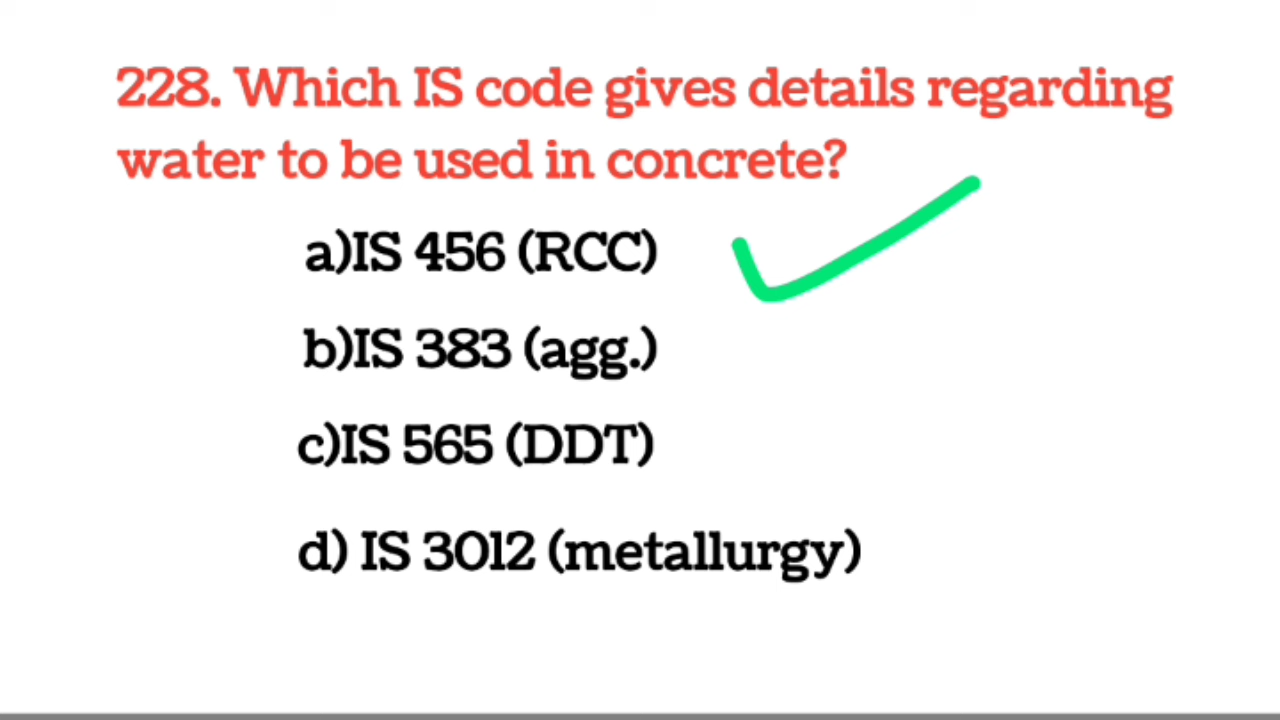 228. Which IS code gives details regarding
water to be used in concrete?
a)IS 456 (RCC)
b)IS 383 (agg.)
c)IS 565 (DDT)
d) IS 3012 (metallurgy)